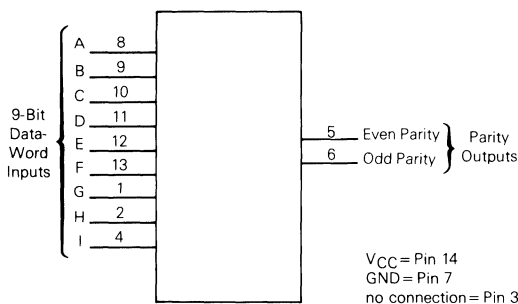 A 8
B 9
C 10
D 11
E 12
F 13
G 1
H 2
I 4
9-Bit
Data-
Word
Inputs
5 Even Parity
6 Odd Parity
Parity
Outputs
VCC = Pin 14
GND = Pin 7
no connection = Pin 3